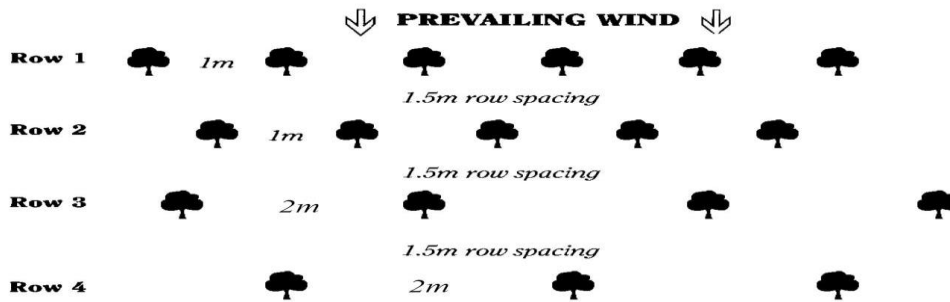 PREVAILING WIND
Row 1 1m
1.5m row spacing
Row 2 1m
1.5m row spacing
Row 3 2m
1.5m row spacing
Row 4 2m